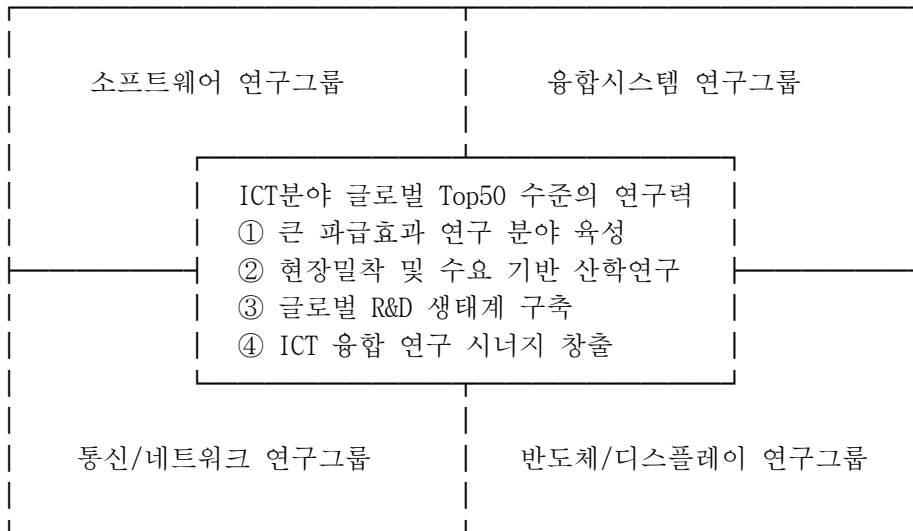 소프트웨어 연구그룹
융합시스템 연구그룹
ICT분야 글로벌 Top50 수준의 연구력
① 큰 파급효과 연구 분야 육성
② 현장밀착 및 수요 기반 산학연구
③ 글로벌 R&D 생태계 구축
④ ICT 융합 연구 시너지 창출
통신/네트워크 연구그룹
반도체/디스플레이 연구그룹